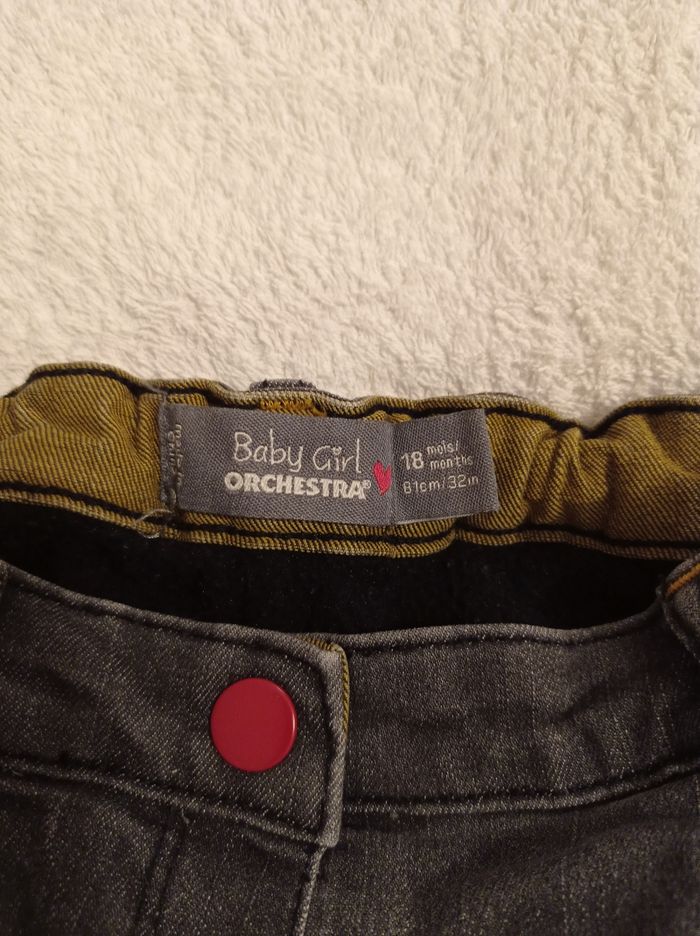 Baby Girl
ORCHESTRA®
18 mois/
months
81cm/32in